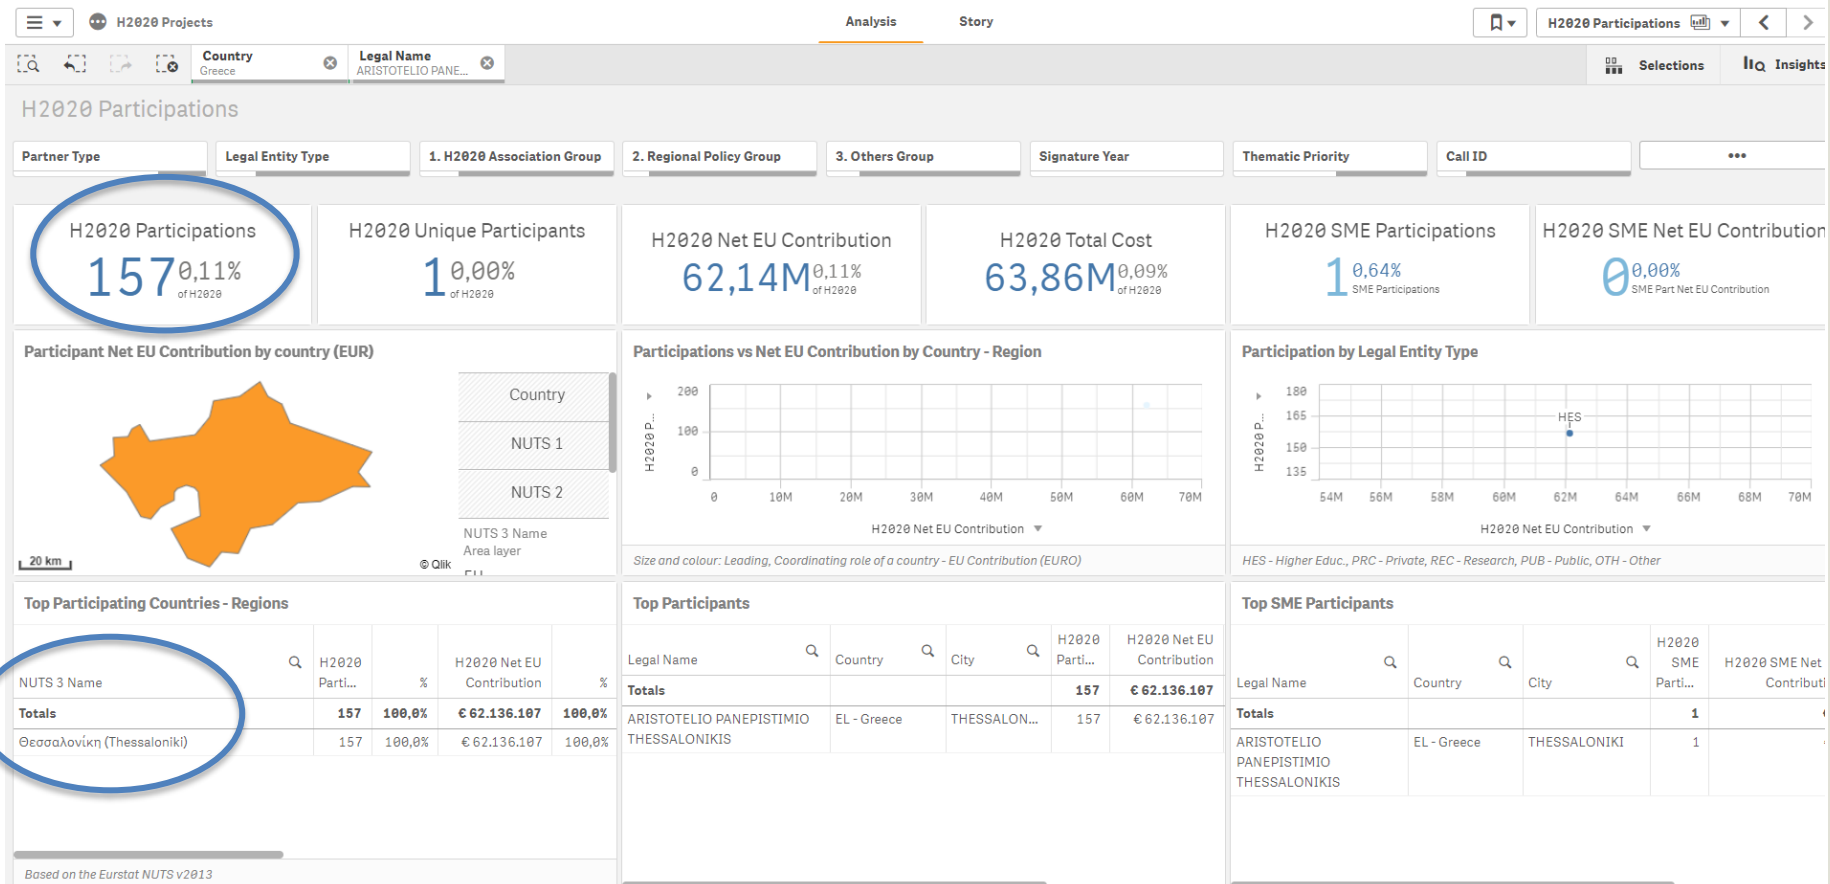 H2020 Projects
Analysis
Story
H2020 Participations
Country
Greece
Legal Name
ARISTOTELIO PANE...
Selections
Insights
H2020 Participations
Partner Type
Legal Entity Type
1. H2020 Association Group
2. Regional Policy Group
3. Others Group
Signature Year
Thematic Priority
Call ID
•••
H2020 Participations
157 0,11%
of H2020
H2020 Unique Participants
1 0,00%
of H2020
H2020 Net EU Contribution
62,14M 0,11%
of H2020
H2020 Total Cost
63,86M 0,09%
of H2020
H2020 SME Participations
1 0,64%
SME Participations
H2020 SME Net EU Contribution
0 0,00%
SME Part Net EU Contribution
Participant Net EU Contribution by country (EUR)
Country
NUTS 1
NUTS 2
NUTS 3 Name
Area layer
20 km
© Qlik
Participations vs Net EU Contribution by Country - Region
H2020 P...
200
100
0
0 10M 20M 30M 40M 50M 60M 70M
H2020 Net EU Contribution
Size and colour: Leading, Coordinating role of a country - EU Contribution (EURO)
Participation by Legal Entity Type
H2020 P...
180
165
150
135
HES
54M 56M 58M 60M 62M 64M 66M 68M 70M
H2020 Net EU Contribution
HES - Higher Educ., PRC - Private, REC - Research, PUB - Public, OTH - Other
Top Participating Countries - Regions
NUTS 3 Name H2020 Parti... % H2020 Net EU Contribution %
Totals 157 100,0% € 62.136.107 100,0%
Θεσσαλονίκη (Thessaloniki) 157 100,0% € 62.136.107 100,0%
Based on the Eurstat NUTS v2013
Top Participants
Legal Name Country City H2020 Parti... H2020 Net EU Contribution
Totals 157 € 62.136.107
ARISTOTELIO PANEPISTIMIO EL - Greece THESSALON... 157 € 62.136.107
THESSALONIKIS
Top SME Participants
Legal Name Country City H2020 SME Parti... H2020 SME Net Contributi
Totals 1
ARISTOTELIO EL - Greece THESSALONIKI 1
PANEPISTIMIO
THESSALONIKIS